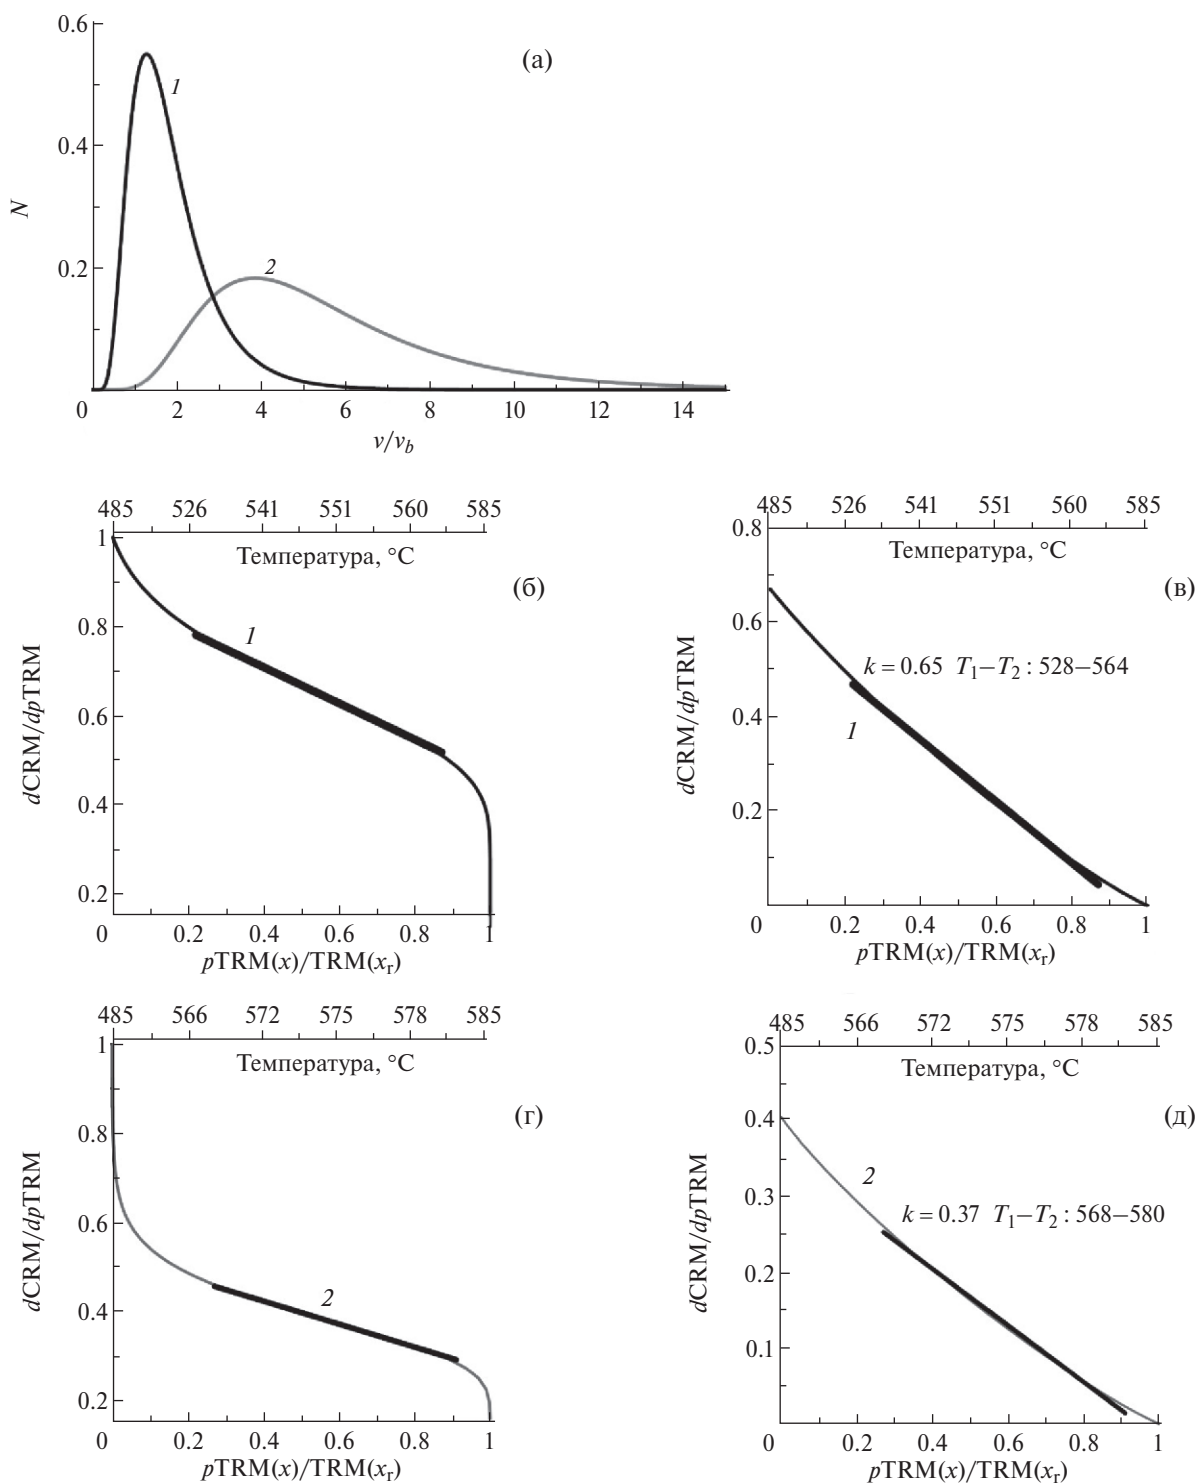 0.6
(а)
1
0.4
N
2
0.2
0 2 4 6 8 10 12 14
v/v_b
485 526 541 551 560 585
1
Температура, °C
(б)
0.8
1
dCRM/dpTRM
0.6
0.4
0.2
0 0.2 0.4 0.6 0.8 1
pTRM(x)/TRM(x_r)
485 526 541 551 560 585
0.8
Температура, °C
(в)
0.6
k = 0.65 T_1–T_2 : 528–564
dCRM/dpTRM
0.4
1
0.2
0 0.2 0.4 0.6 0.8 1
pTRM(x)/TRM(x_r)
485 566 572 575 578 585
1
Температура, °C
(г)
0.8
dCRM/dpTRM
0.6
0.4
2
0.2
0 0.2 0.4 0.6 0.8 1
pTRM(x)/TRM(x_r)
485 566 572 575 578 585
0.5
Температура, °C
0.4
(д)
2
0.3
k = 0.37 T_1–T_2 : 568–580
dCRM/dpTRM
0.2
0.1
0 0.2 0.4 0.6 0.8 1
pTRM(x)/TRM(x_r)